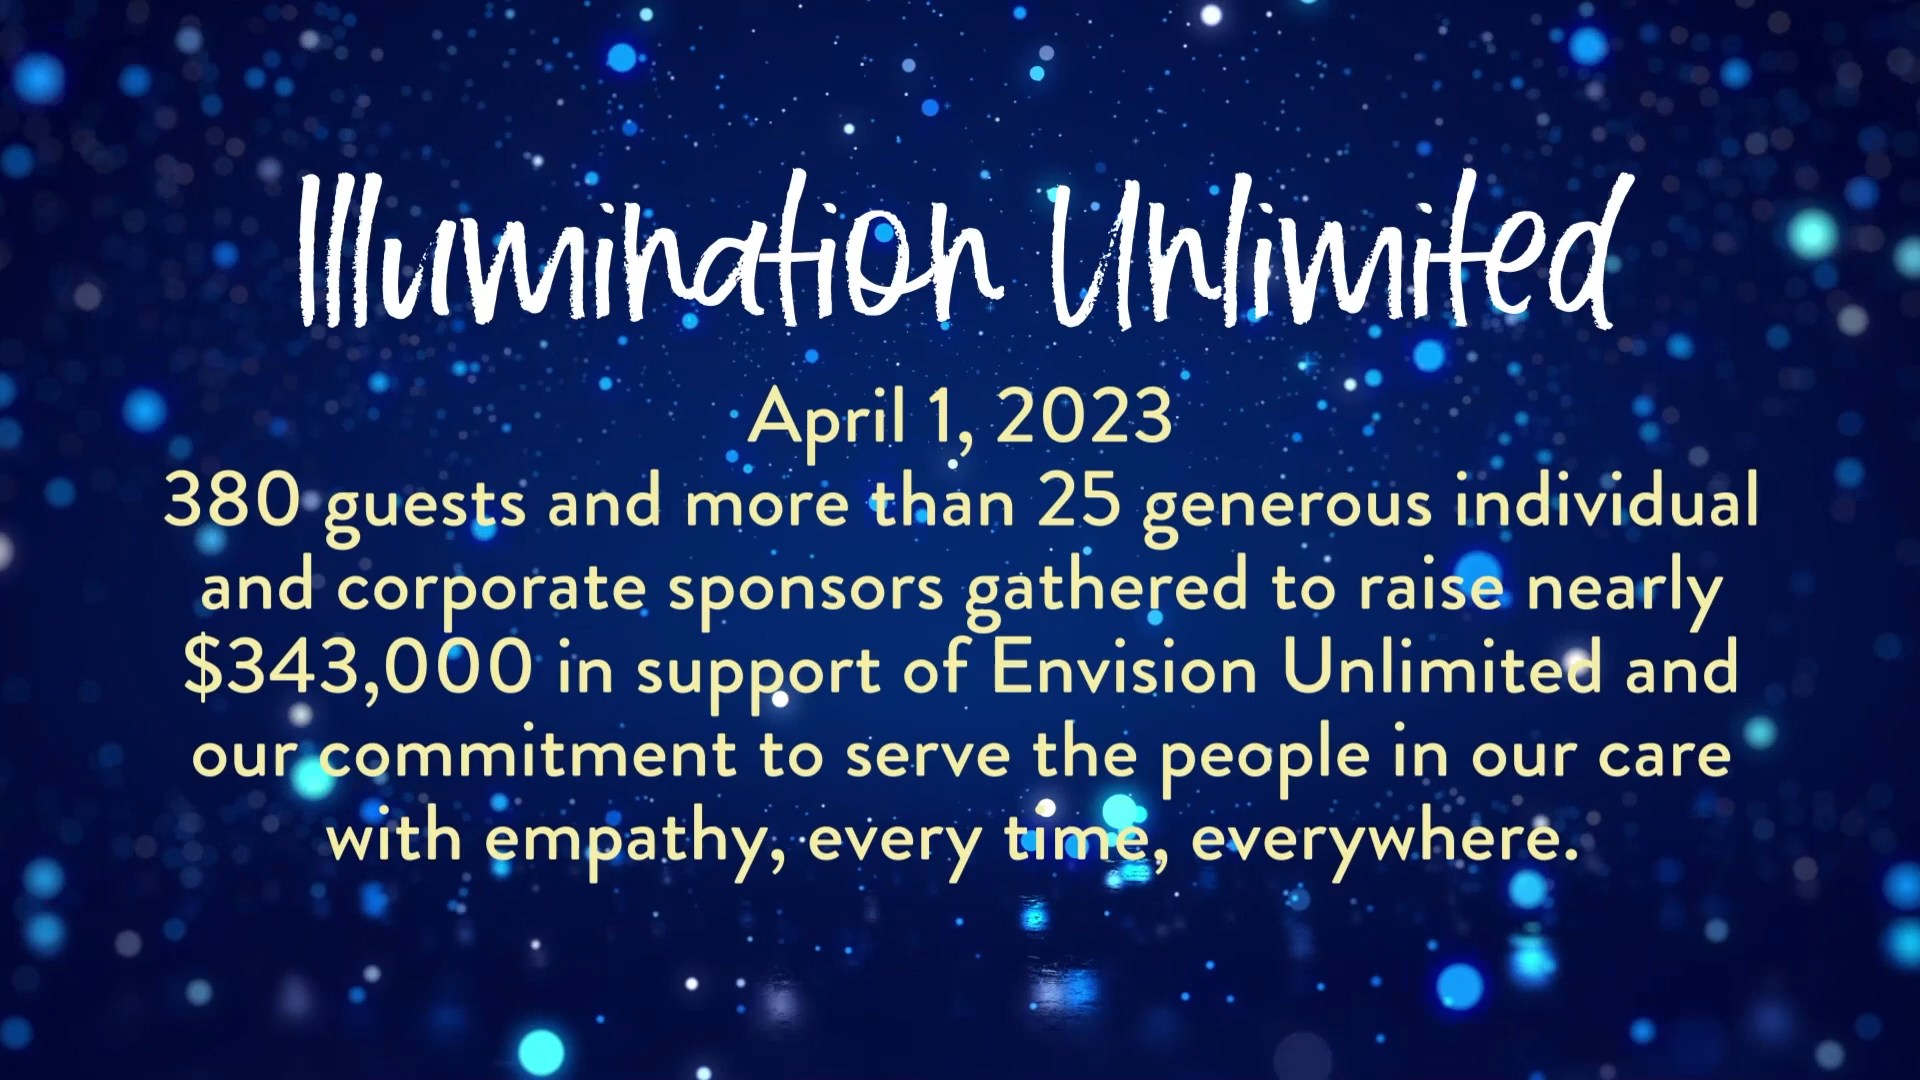 Illumination Unlimited
April 1, 2023
380 guests and more than 25 generous individual
and corporate sponsors gathered to raise nearly
$343,000 in support of Envision Unlimited and
our commitment to serve the people in our care
with empathy, every time, everywhere.